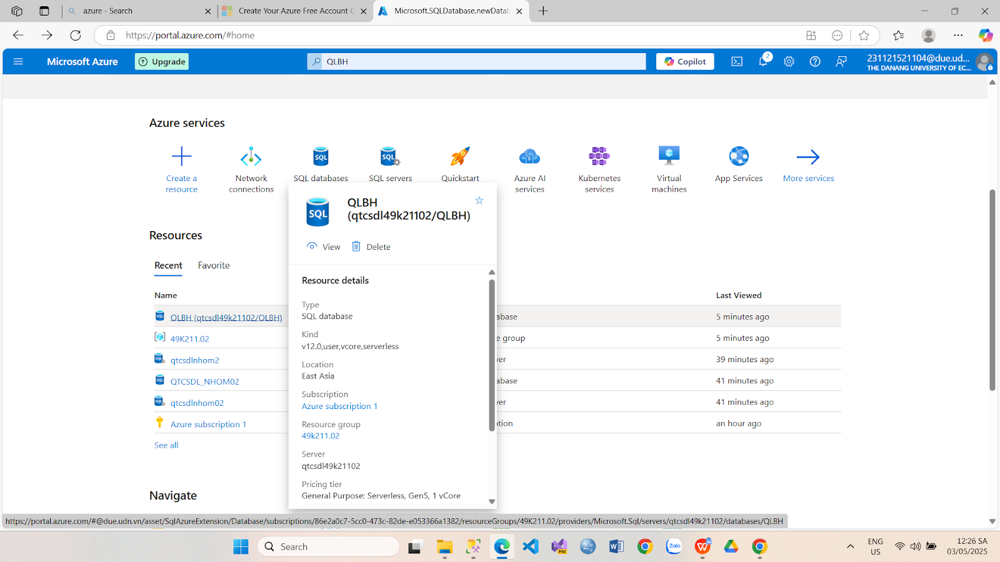 azure - Search
Create Your Azure Free Account
Microsoft.SQLDatabase.newDatab
https://portal.azure.com/#home
Microsoft Azure
Upgrade
QLBH
Copilot
2
231121521104@due.ud...
THE DANANG UNIVERSITY OF EC...
Azure services
Create a
resource
Network
connections
SQL databases
SQL servers
Quickstart
Azure AI
services
Kubernetes
services
Virtual
machines
App Services
More services
QLBH
(qtcsdl49k21102/QLBH)
View
Delete
Resources
Recent
Favorite
Resource details
Name
Last Viewed
Type
SQL database
QLBH (qtcsdl49k21102/QLBH)
abase
5 minutes ago
Kind
v12.0,user,vcore,serverless
49K211.02
e group
5 minutes ago
qtcsdlnhom2
ver
39 minutes ago
Location
East Asia
QTCSDL_NHOM02
abase
41 minutes ago
Subscription
Azure subscription 1
qtcsdlnhom02
ver
41 minutes ago
Resource group
49k211.02
Azure subscription 1
ption
an hour ago
See all
Server
qtcsdl49k21102
Pricing tier
General Purpose: Serverless, Gen5, 1 vCore
Navigate
https://portal.azure.com/#@due.udn.vn/asset/SqlAzureExtension/Database/subscriptions/86e2a0c7-5cc0-473c-82de-e053366a1382/resourceGroups/49K211.02/providers/Microsoft.Sql/servers/qtcsdl49k21102/databases/QLBH
Search
PRE
Zalo
ENG
US
12:26 SA
03/05/2025